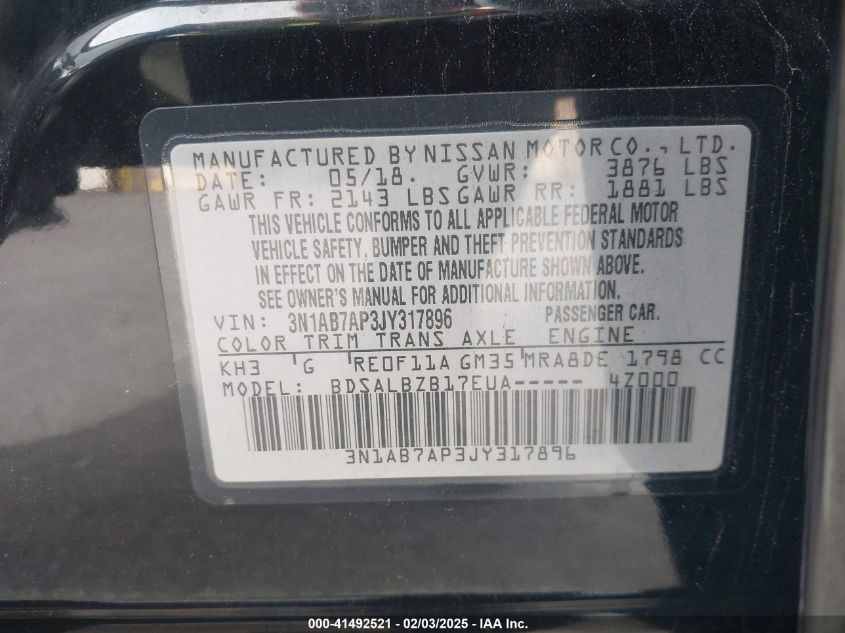 MANUFACTURED BY NISSAN MOTOR CO., LTD.
DATE: 05/18. GVWR: 3876 LBS
GAWR FR: 2143 LBS GAWR RR: 1881 LBS
THIS VEHICLE CONFORMS TO ALL APPLICABLE FEDERAL MOTOR
VEHICLE SAFETY, BUMPER AND THEFT PREVENTION STANDARDS
IN EFFECT ON THE DATE OF MANUFACTURE SHOWN ABOVE.
SEE OWNER'S MANUAL FOR ADDITIONAL INFORMATION.
VIN: 3N1AB7AP3JY317896 PASSENGER CAR.
COLOR TRIM TRANS AXLE ENGINE
KH3 G RE0F11A GM35 MRA8DE 1798 CC
MODEL: BDSALBZB17EUA----- 4Z000
3N1AB7AP3JY317896
000-41492521 - 02/03/2025 - IAA Inc.